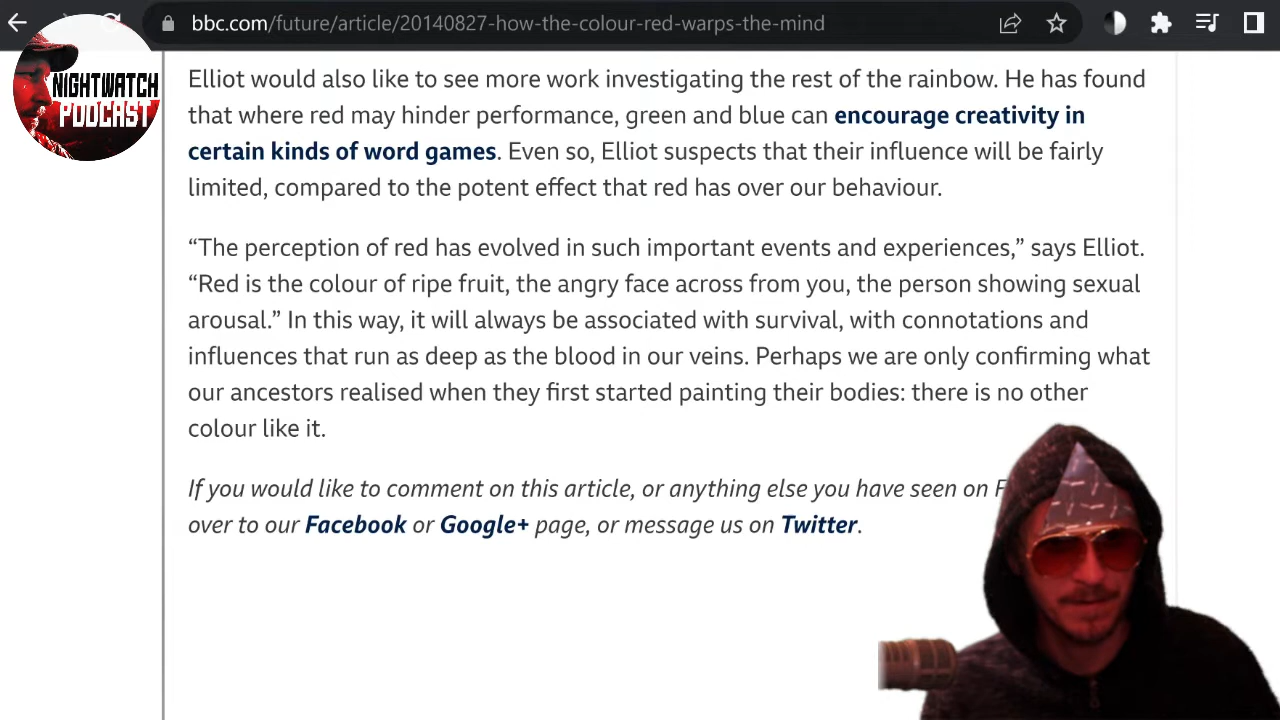 bbc.com/future/article/20140827-how-the-colour-red-warps-the-mind
NIGHTWATCH
PODCAST
Elliot would also like to see more work investigating the rest of the rainbow. He has found
that where red may hinder performance, green and blue can encourage creativity in
certain kinds of word games. Even so, Elliot suspects that their influence will be fairly
limited, compared to the potent effect that red has over our behaviour.
“The perception of red has evolved in such important events and experiences,” says Elliot.
“Red is the colour of ripe fruit, the angry face across from you, the person showing sexual
arousal.” In this way, it will always be associated with survival, with connotations and
influences that run as deep as the blood in our veins. Perhaps we are only confirming what
our ancestors realised when they first started painting their bodies: there is no other
colour like it.
If you would like to comment on this article, or anything else you have seen on
over to our Facebook or Google+ page, or message us on Twitter.